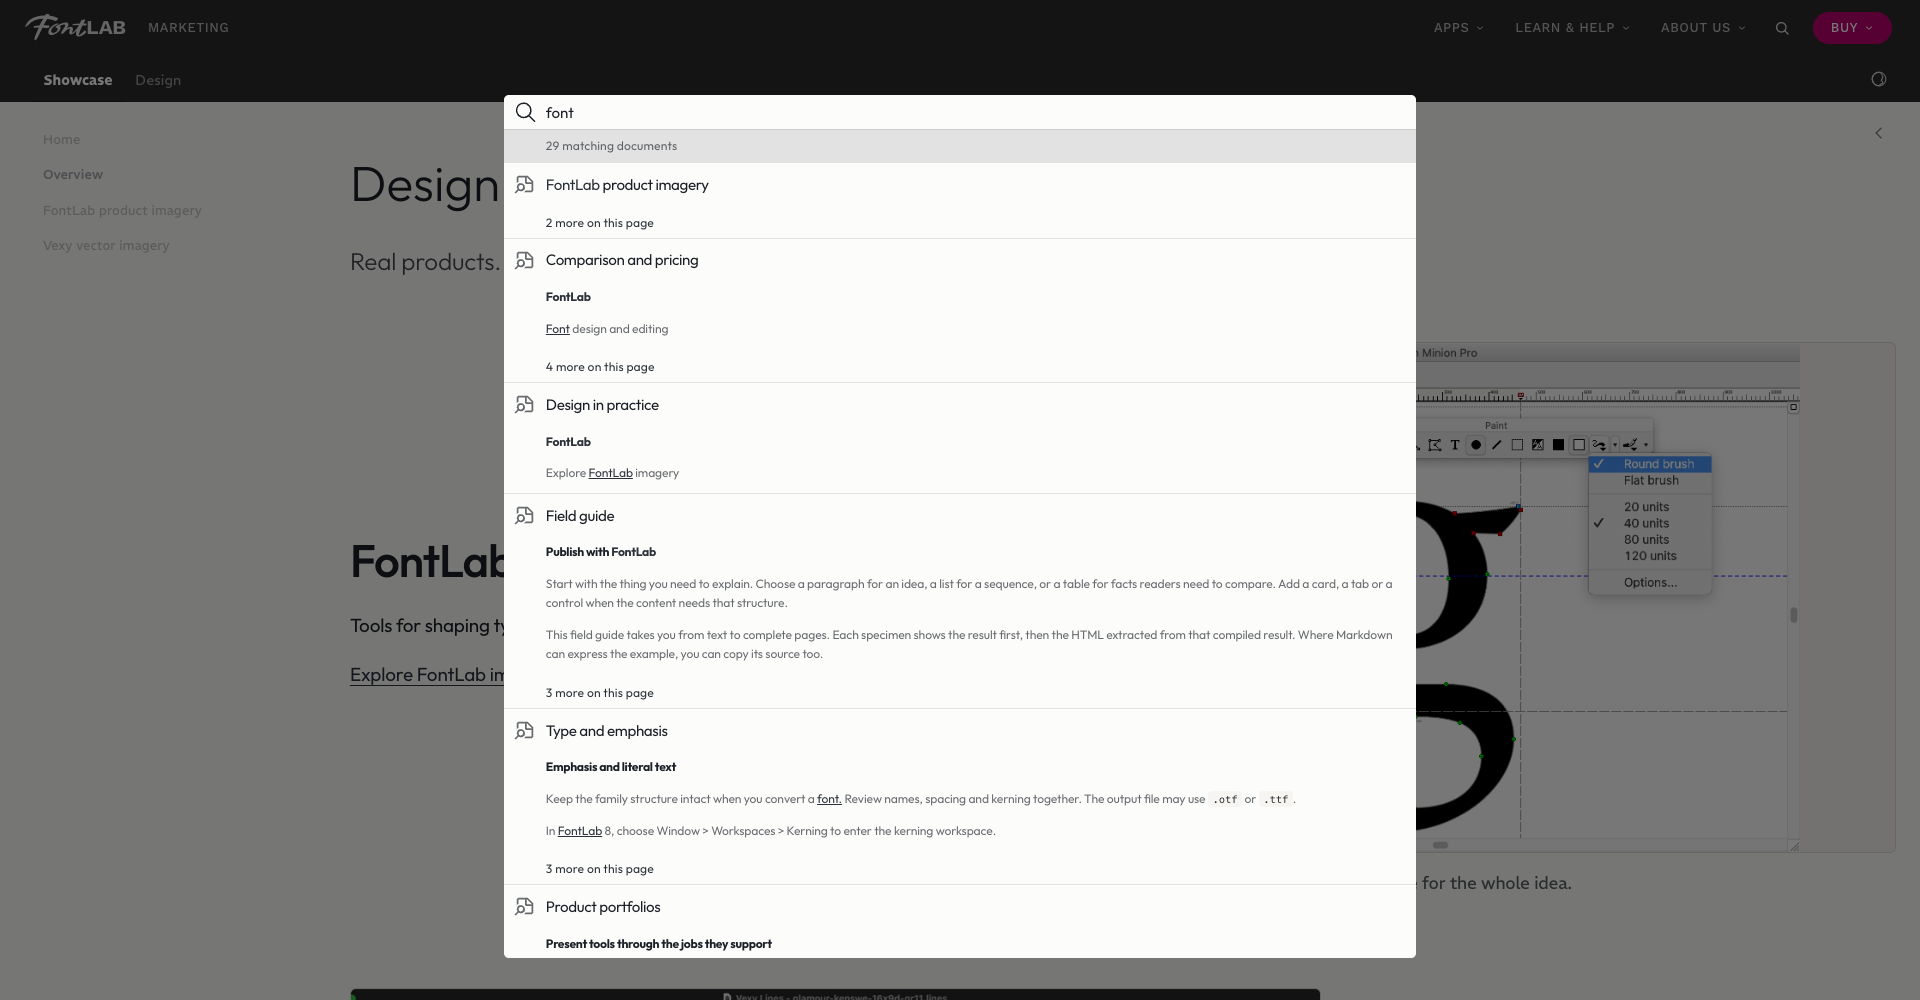 FontLAB MARKETING APPS LEARN & HELP ABOUT US BUY
Showcase Design
Home
Overview
FontLab product imagery
Vexy vector imagery
Design
Real products.
FontLab
Tools for shaping ty
Explore FontLab im
font
29 matching documents
FontLab product imagery
2 more on this page
Comparison and pricing
FontLab
Font design and editing
4 more on this page
Design in practice
FontLab
Explore FontLab imagery
Field guide
Publish with FontLab
Start with the thing you need to explain. Choose a paragraph for an idea, a list for a sequence, or a table for facts readers need to compare. Add a card, a tab or a
control when the content needs that structure.
This field guide takes you from text to complete pages. Each specimen shows the result first, then the HTML extracted from that compiled result. Where Markdown
can express the example, you can copy its source too.
3 more on this page
Type and emphasis
Emphasis and literal text
Keep the family structure intact when you convert a font. Review names, spacing and kerning together. The output file may use .otf or .ttf.
In FontLab 8, choose Window > Workspaces > Kerning to enter the kerning workspace.
3 more on this page
Product portfolios
Present tools through the jobs they support
Minion Pro
Paint
Round brush
Flat brush
20 units
40 units
80 units
120 units
Options...
for the whole idea.